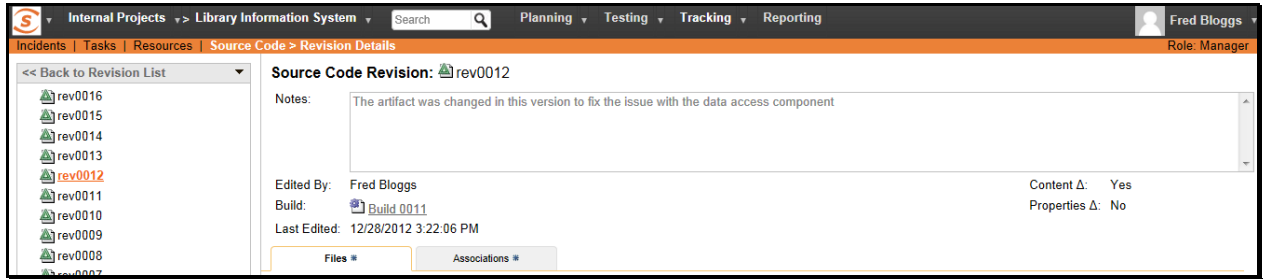 Internal Projects > Library Information System Search Planning Testing Tracking Reporting Fred Bloggs
Incidents | Tasks | Resources | Source Code > Revision Details Role: Manager
<< Back to Revision List
rev0016
rev0015
rev0014
rev0013
rev0012
rev0011
rev0010
rev0009
rev0008
rev0007
Source Code Revision: rev0012
Notes: The artifact was changed in this version to fix the issue with the data access component
Edited By: Fred Bloggs Content Δ: Yes
Build: Build 0011 Properties Δ: No
Last Edited: 12/28/2012 3:22:06 PM
Files * Associations *